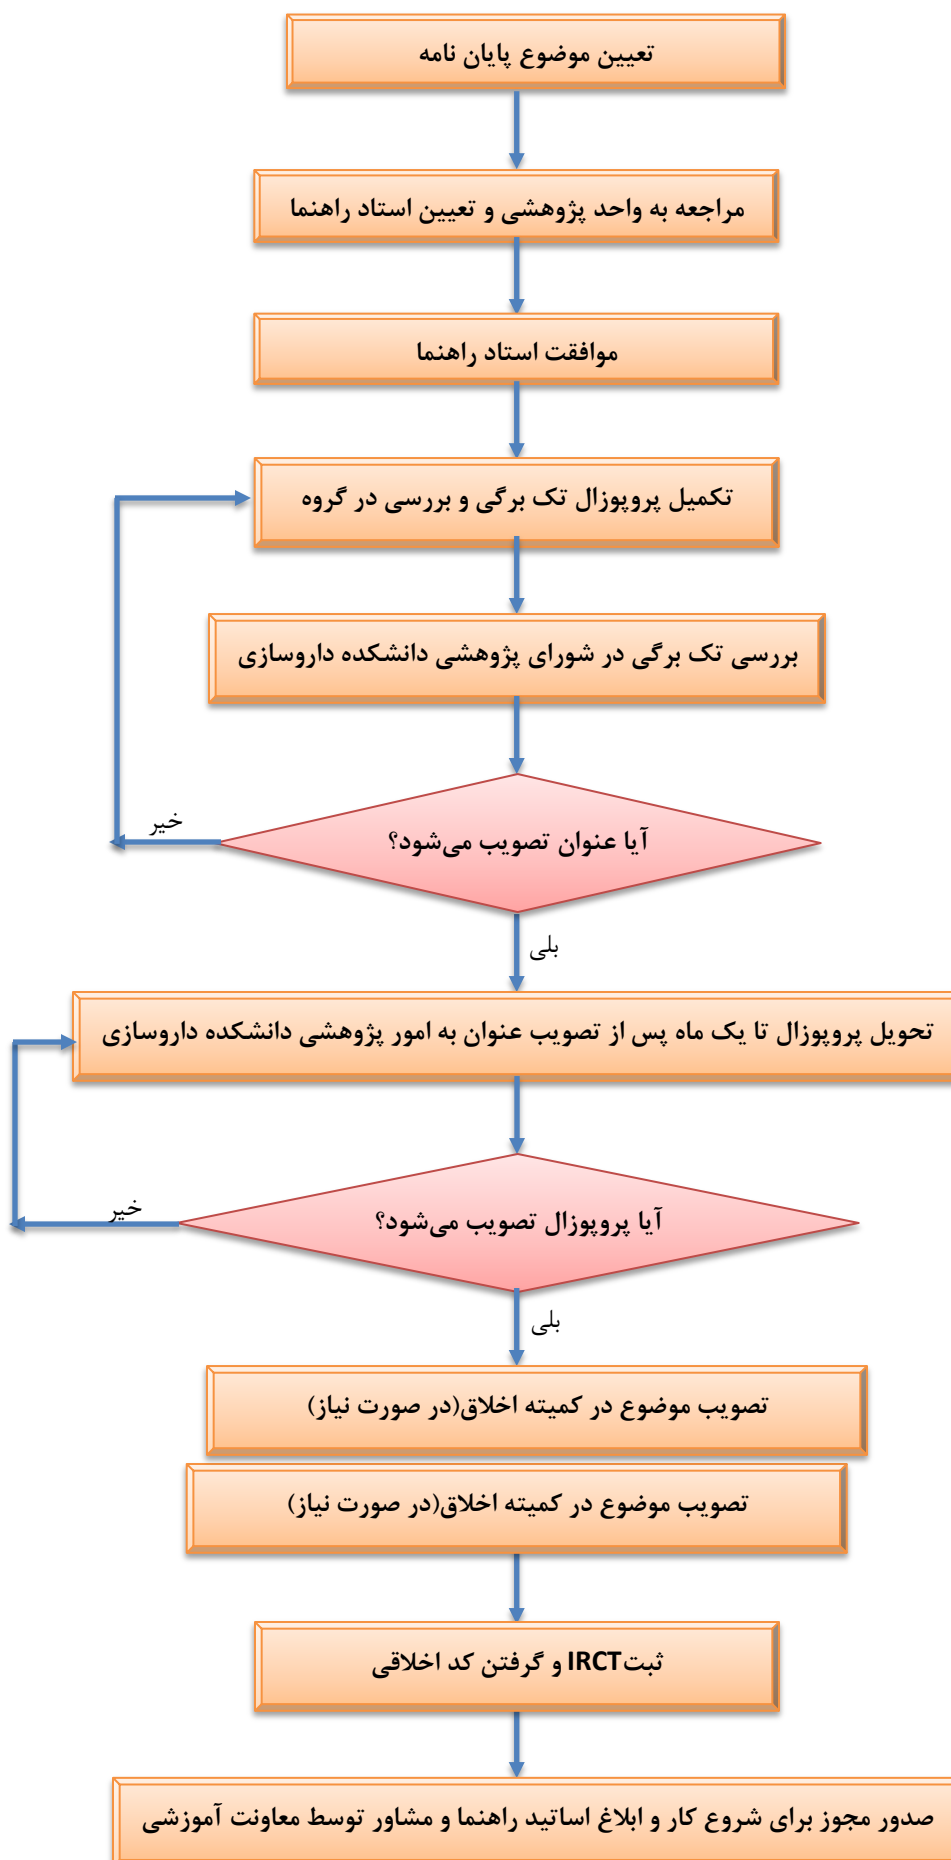 تعیین موضوع پایان نامه
مراجعه به واحد پژوهشی و تعیین استاد راهنما
موافقت استاد راهنما
تکمیل پروپوزال تک برگی و بررسی در گروه
بررسی تک برگی در شورای پژوهشی دانشکده داروسازی
آیا عنوان تصویب می‌شود؟
خیر
بلی
تحویل پروپوزال تا یک ماه پس از تصویب عنوان به امور پژوهشی دانشکده داروسازی
آیا پروپوزال تصویب می‌شود؟
خیر
بلی
تصویب موضوع در کمیته اخلاق(در صورت نیاز)
تصویب موضوع در کمیته اخلاق(در صورت نیاز)
ثبتIRCT و گرفتن کد اخلاقی
صدور مجوز برای شروع کار و ابلاغ اساتید راهنما و مشاور توسط معاونت آموزشی